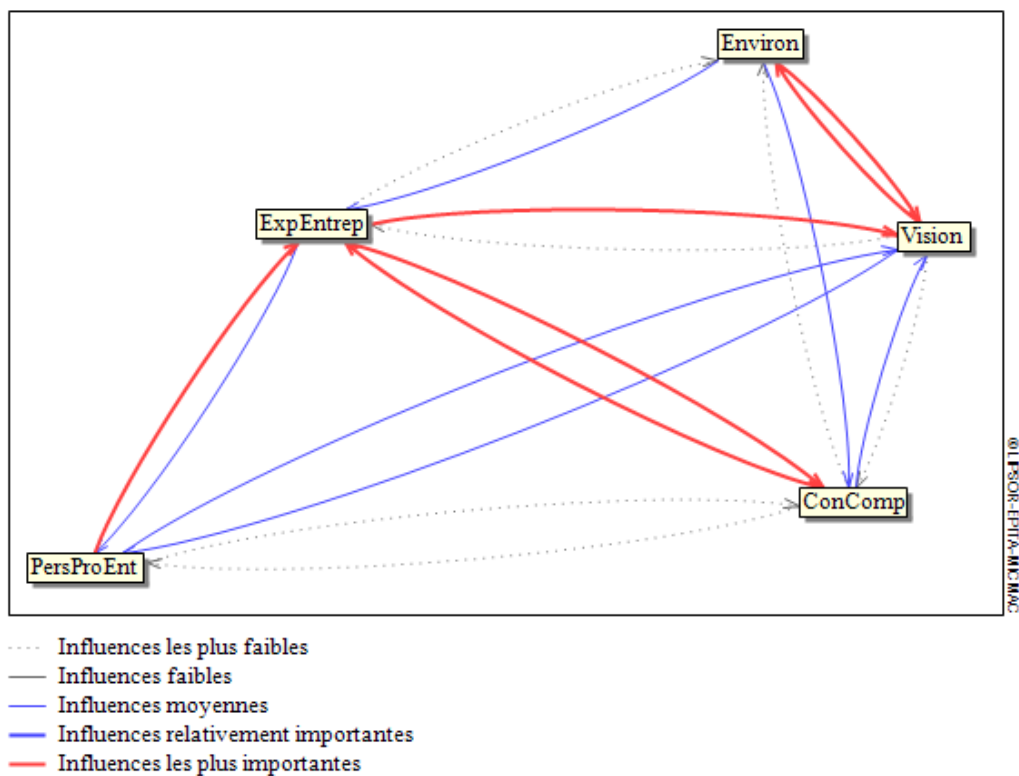 Environ
ExpEntrep
Vision
ConComp
PersProEnt
©LIPSOR-EPITA-MICMAC
Influences les plus faibles
Influences faibles
Influences moyennes
Influences relativement importantes
Influences les plus importantes